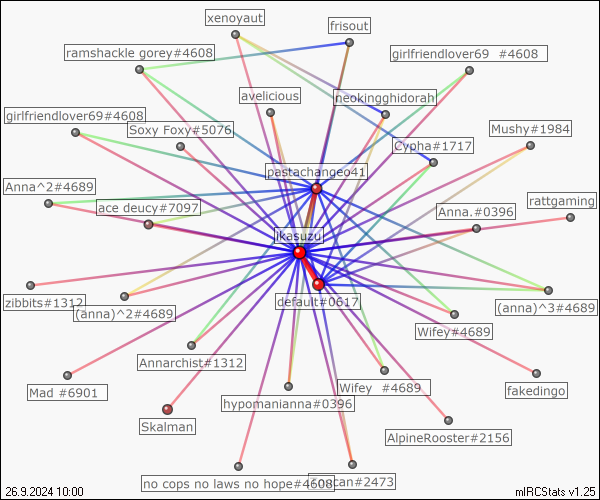 xenoyaut
frisout
ramshackle gorey#4608
girlfriendlover69  #4608
avelicious
neokingghidorah
girlfriendlover69#4608
Soxy Foxy#5076
Mushy#1984
Cypha#1717
pastachangeo41
Anna^2#4689
rattgaming
ace deucy#7097
Anna.#0396
ikasuzu
zibbits#1312
default#0617
(anna)^3#4689
(anna)^2#4689
Wifey#4689
Annarchist#1312
Mad #6901
Wifey  #4689
fakedingo
hypomanianna#0396
Skalman
AlpineRooster#2156
no cops no laws no hope#4608
can#2473
26.9.2024 10:00
mIRCStats v1.25